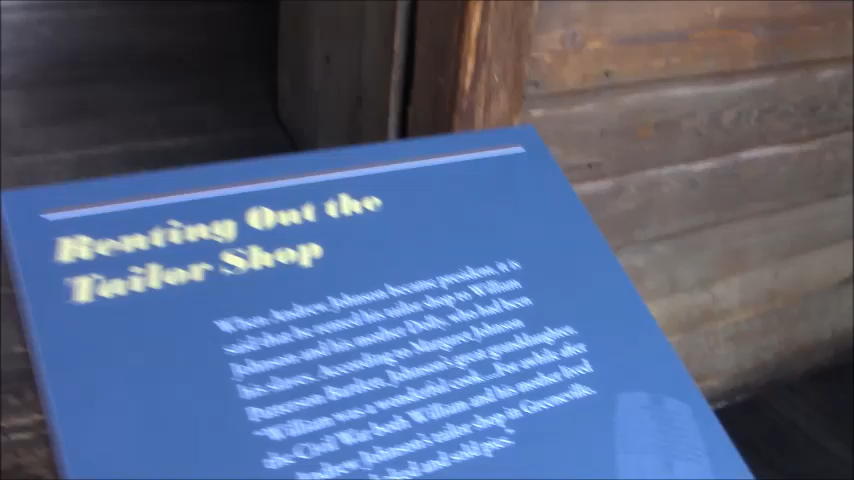 Renting Out the
Tailor Shop
When Andrew Johnson became president, it is
said that he rented his tailor shop to William
Johnson and his mother Dolly, who had been
his slaves. According to Margaret Johnson
Patterson Bartlett, Johnson's great-granddaughter,
"William was a wonderful cook...for awhile after
the Civil War both William and his mother lived
Andrew Johnson's tailor shop in Greeneville
and sold pies"